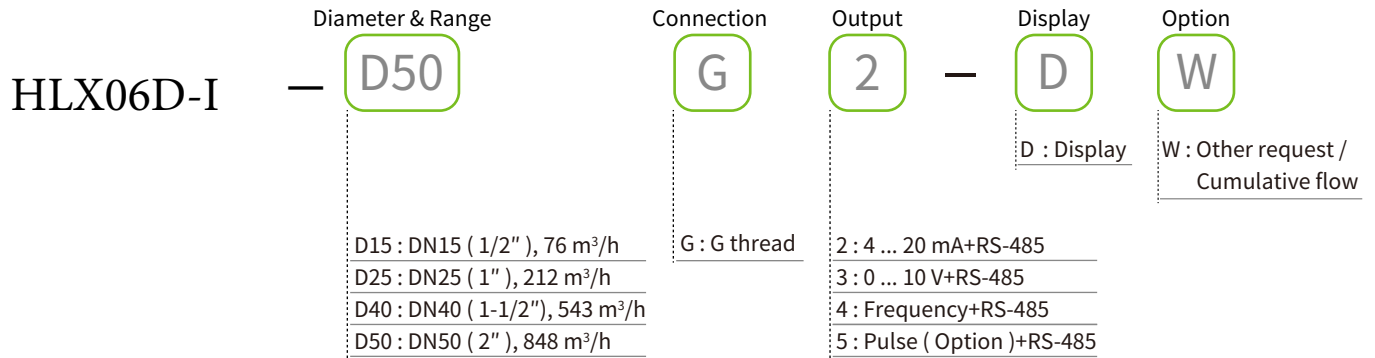 Diameter & Range Connection Output Display Option
HLX06D-I – D50 G 2 – D W
D : Display W : Other request /
Cumulative flow
D15 : DN15 ( 1/2" ), 76 m³/h G : G thread 2 : 4 ... 20 mA+RS-485
D25 : DN25 ( 1" ), 212 m³/h 3 : 0 ... 10 V+RS-485
D40 : DN40 ( 1-1/2"), 543 m³/h 4 : Frequency+RS-485
D50 : DN50 ( 2" ), 848 m³/h 5 : Pulse ( Option )+RS-485